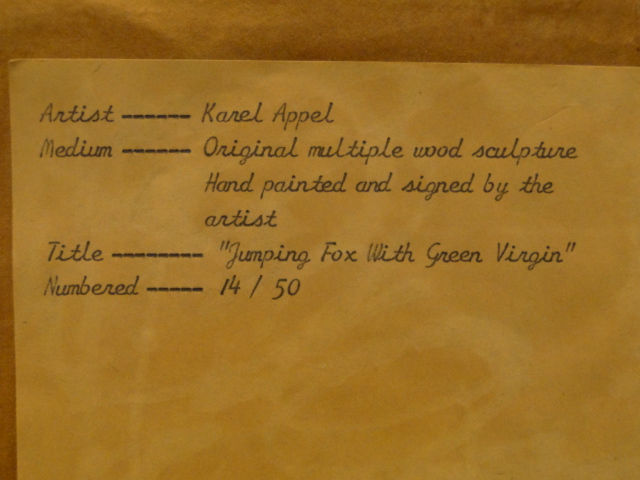 Artist ------ Karel Appel
Medium ------ Original multiple wood sculpture
Hand painted and signed by the
artist
Title -------- "Jumping Fox With Green Virgin"
Numbered ----- 14 / 50